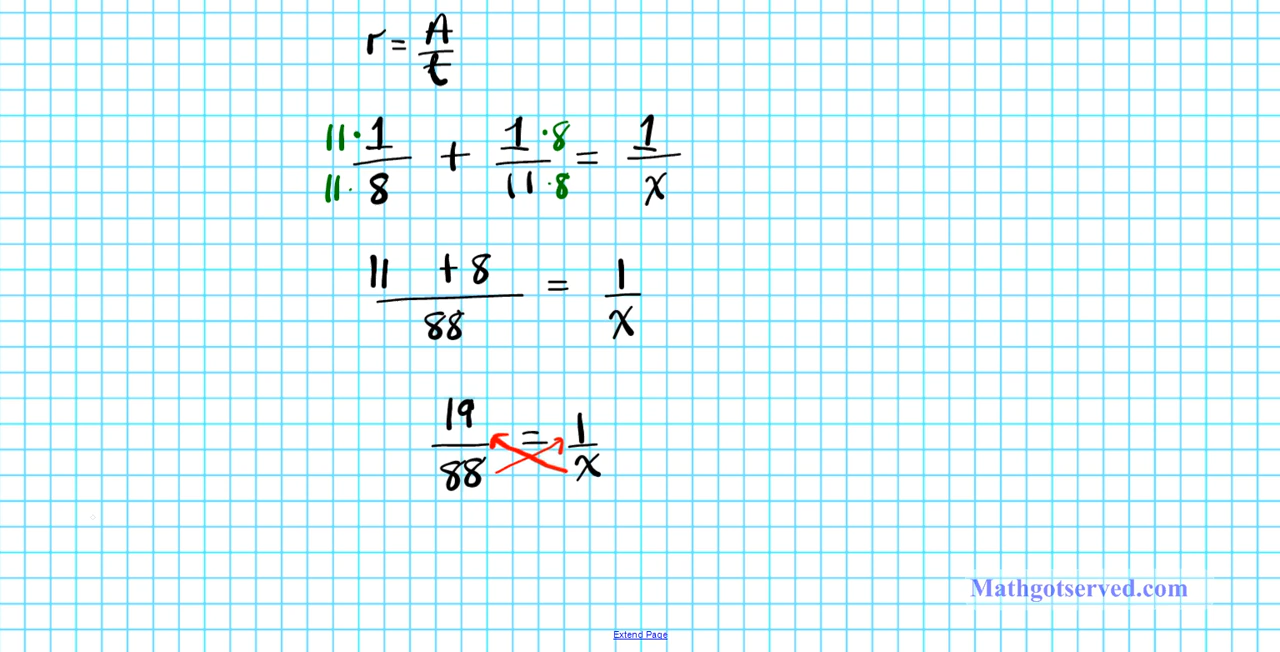 r = A/t
11 · 1/11 · 8 + 1 · 8/11 · 8 = 1/x
11 + 8/88 = 1/x
19/88 = 1/x
Mathgotserved.com
Extend Page